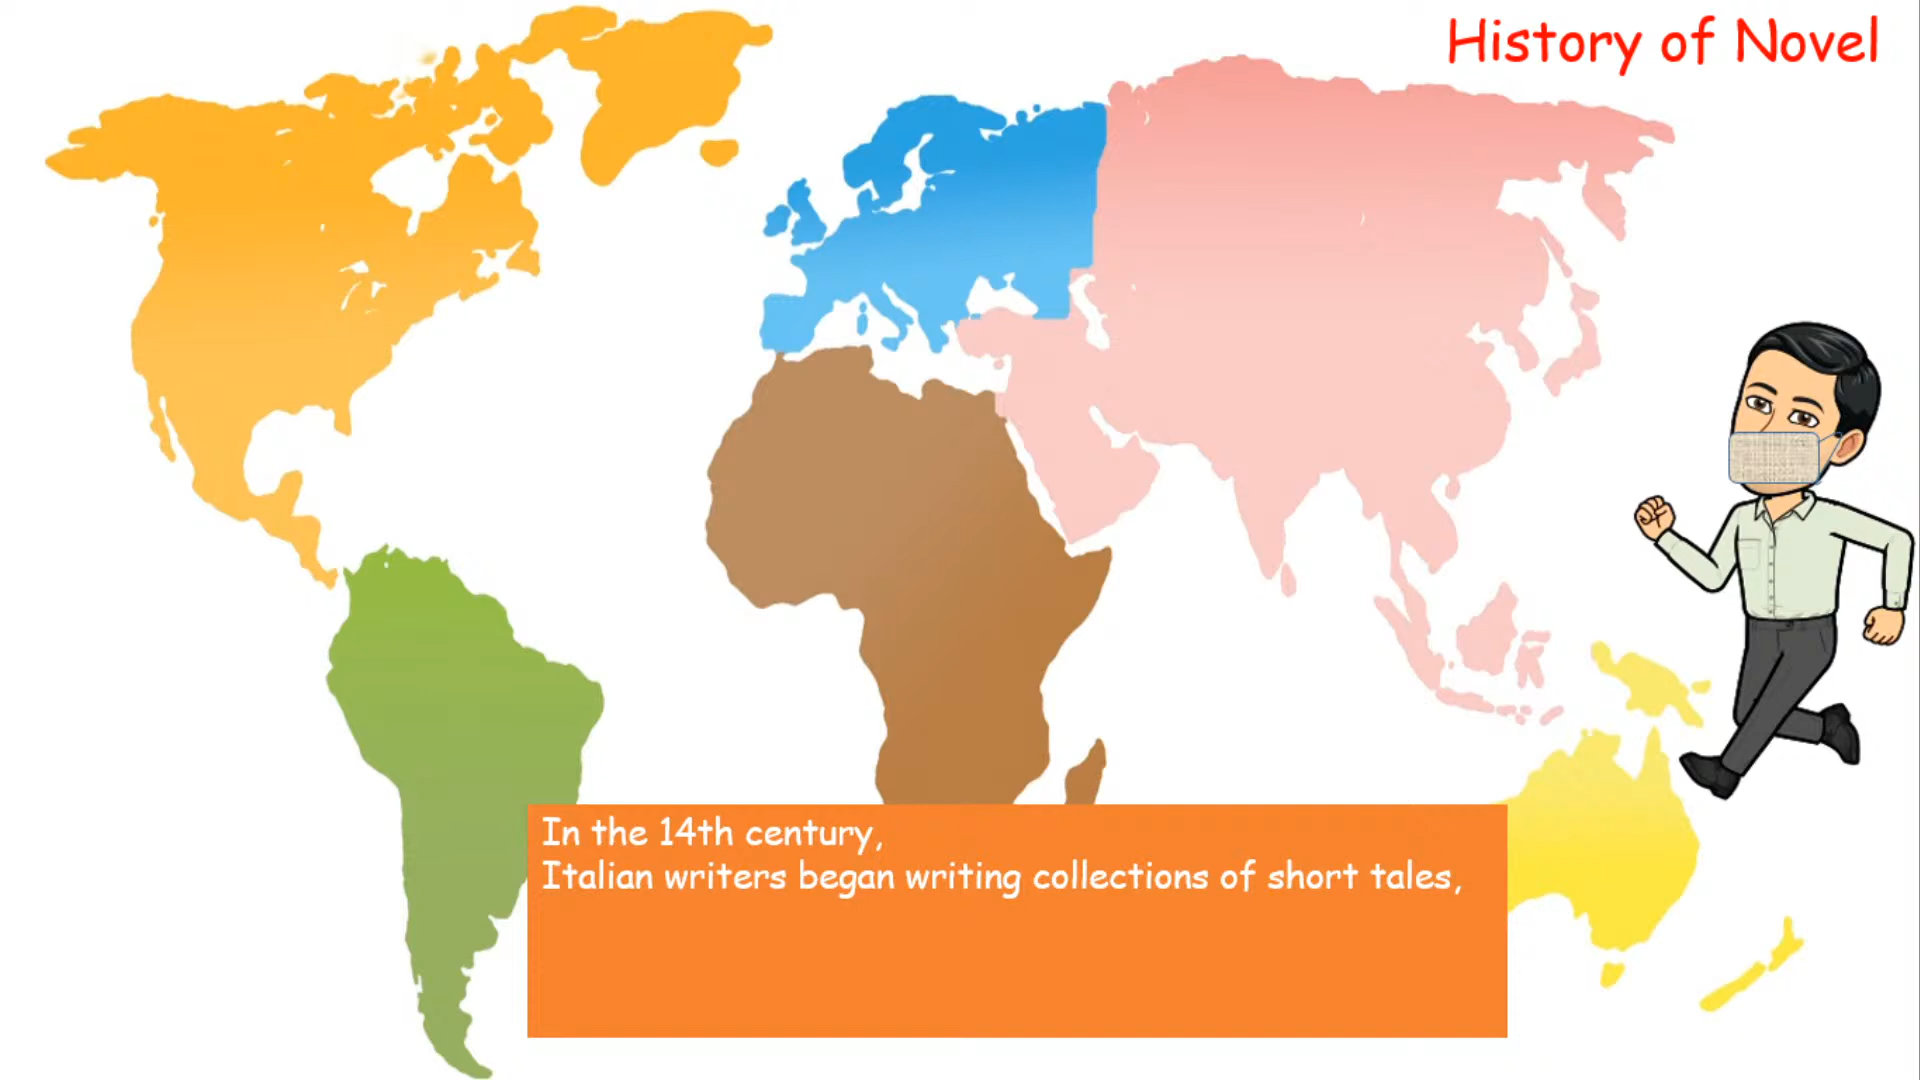 History of Novel
In the 14th century,
Italian writers began writing collections of short tales,